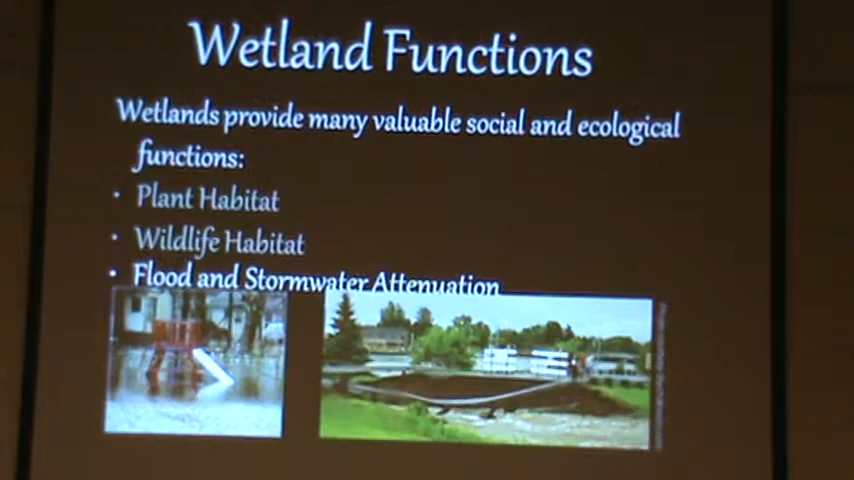 Wetland Functions
Wetlands provide many valuable social and ecological
functions:
• Plant Habitat
• Wildlife Habitat
• Flood and Stormwater Attenuation